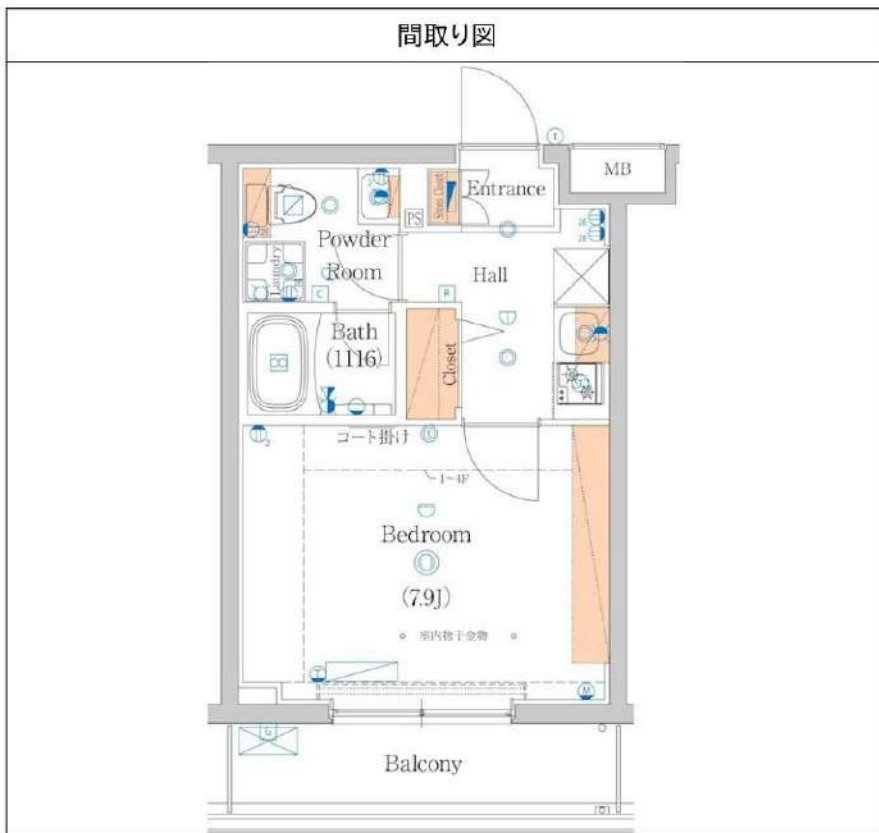 間取り図
MB
Entrance
Shoes Closet
PS
Powder
Room
Hall
Laundry
C
R
Bath
(1116)
Closet
コート掛け
2
1~4F
Bedroom
(7.9J)
室内物干金物
M
Balcony